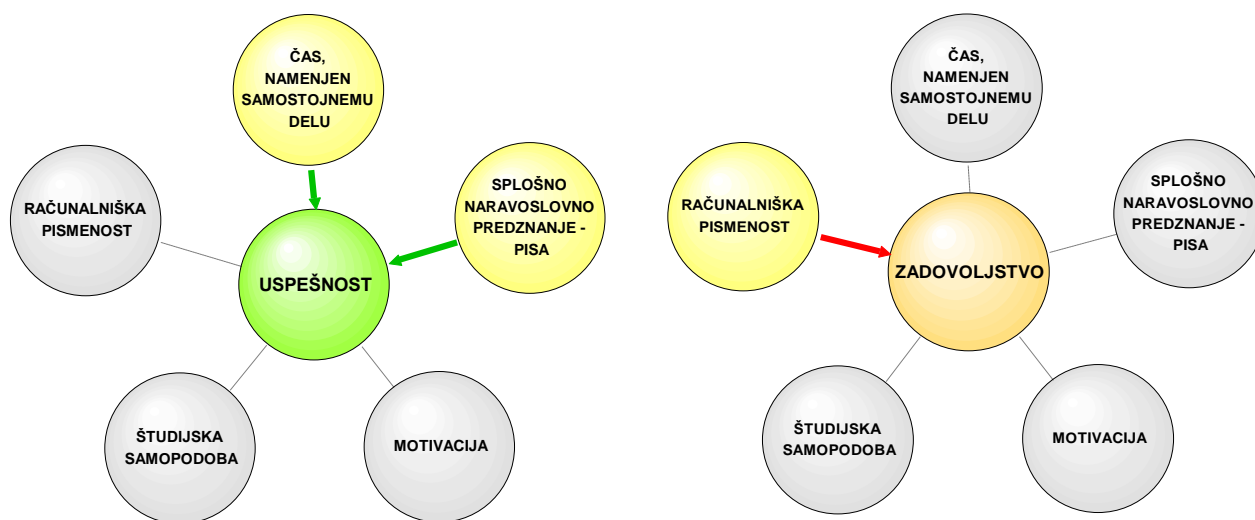 ČAS,
NAMENJEN
SAMOSTOJNEMU
DELU
RAČUNALNIŠKA
PISMENOST
SPLOŠNO
NARAVOSLOVNO
PREDZNANJE -
PISA
USPEŠNOST
ŠTUDIJSKA
SAMOPODOBA
MOTIVACIJA
ČAS,
NAMENJEN
SAMOSTOJNEMU
DELU
RAČUNALNIŠKA
PISMENOST
SPLOŠNO
NARAVOSLOVNO
PREDZNANJE -
PISA
ZADOVOLJSTVO
ŠTUDIJSKA
SAMOPODOBA
MOTIVACIJA